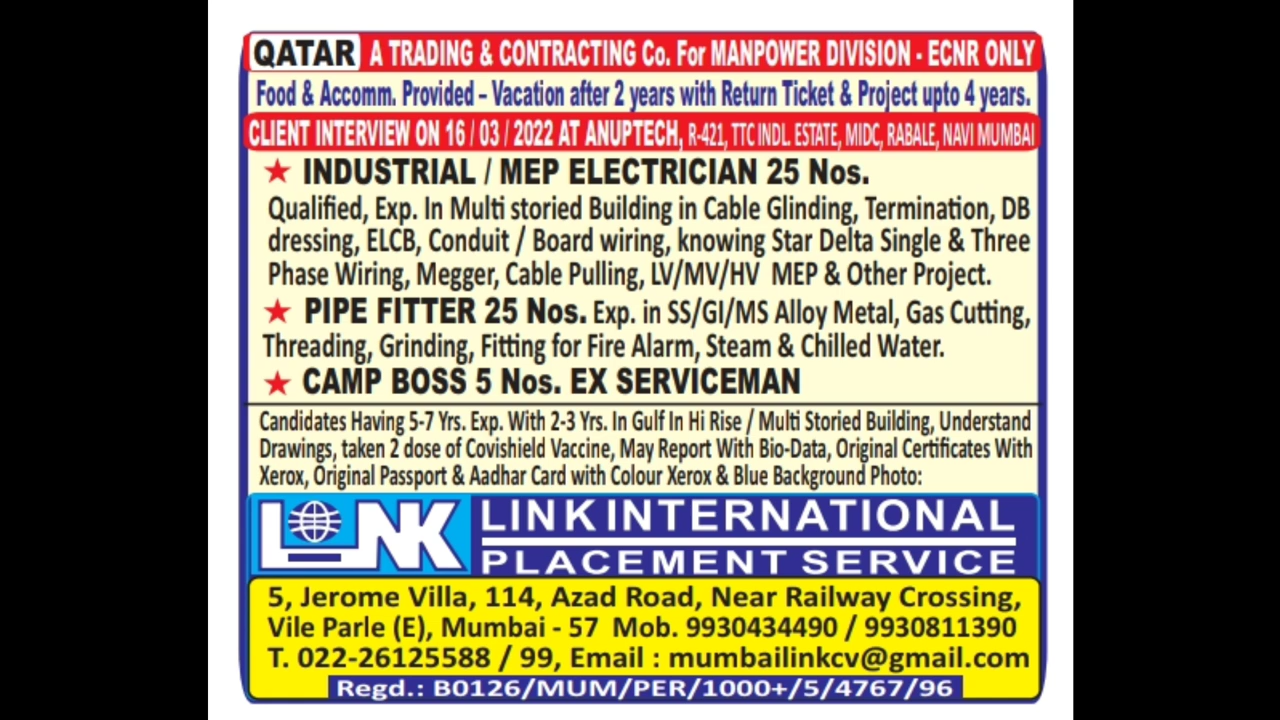 QATAR A TRADING & CONTRACTING Co. For MANPOWER DIVISION - ECNR ONLY
Food & Accomm. Provided – Vacation after 2 years with Return Ticket & Project upto 4 years.
CLIENT INTERVIEW ON 16 / 03 / 2022 AT ANUPTECH, R-421, TTC INDL. ESTATE, MIDC, RABALE, NAVI MUMBAI
★ INDUSTRIAL / MEP ELECTRICIAN 25 Nos.
Qualified, Exp. In Multi storied Building in Cable Glinding, Termination, DB
dressing, ELCB, Conduit / Board wiring, knowing Star Delta Single & Three
Phase Wiring, Megger, Cable Pulling, LV/MV/HV MEP & Other Project.
★ PIPE FITTER 25 Nos. Exp. in SS/GI/MS Alloy Metal, Gas Cutting,
Threading, Grinding, Fitting for Fire Alarm, Steam & Chilled Water.
★ CAMP BOSS 5 Nos. EX SERVICEMAN
Candidates Having 5-7 Yrs. Exp. With 2-3 Yrs. In Gulf In Hi Rise / Multi Storied Building, Understand
Drawings, taken 2 dose of Covishield Vaccine, May Report With Bio-Data, Original Certificates With
Xerox, Original Passport & Aadhar Card with Colour Xerox & Blue Background Photo:
LINK LINK INTERNATIONAL
PLACEMENT SERVICE
5, Jerome Villa, 114, Azad Road, Near Railway Crossing,
Vile Parle (E), Mumbai - 57 Mob. 9930434490 / 9930811390
T. 022-26125588 / 99, Email : mumbailinkcv@gmail.com
Regd.: B0126/MUM/PER/1000+/5/4767/96